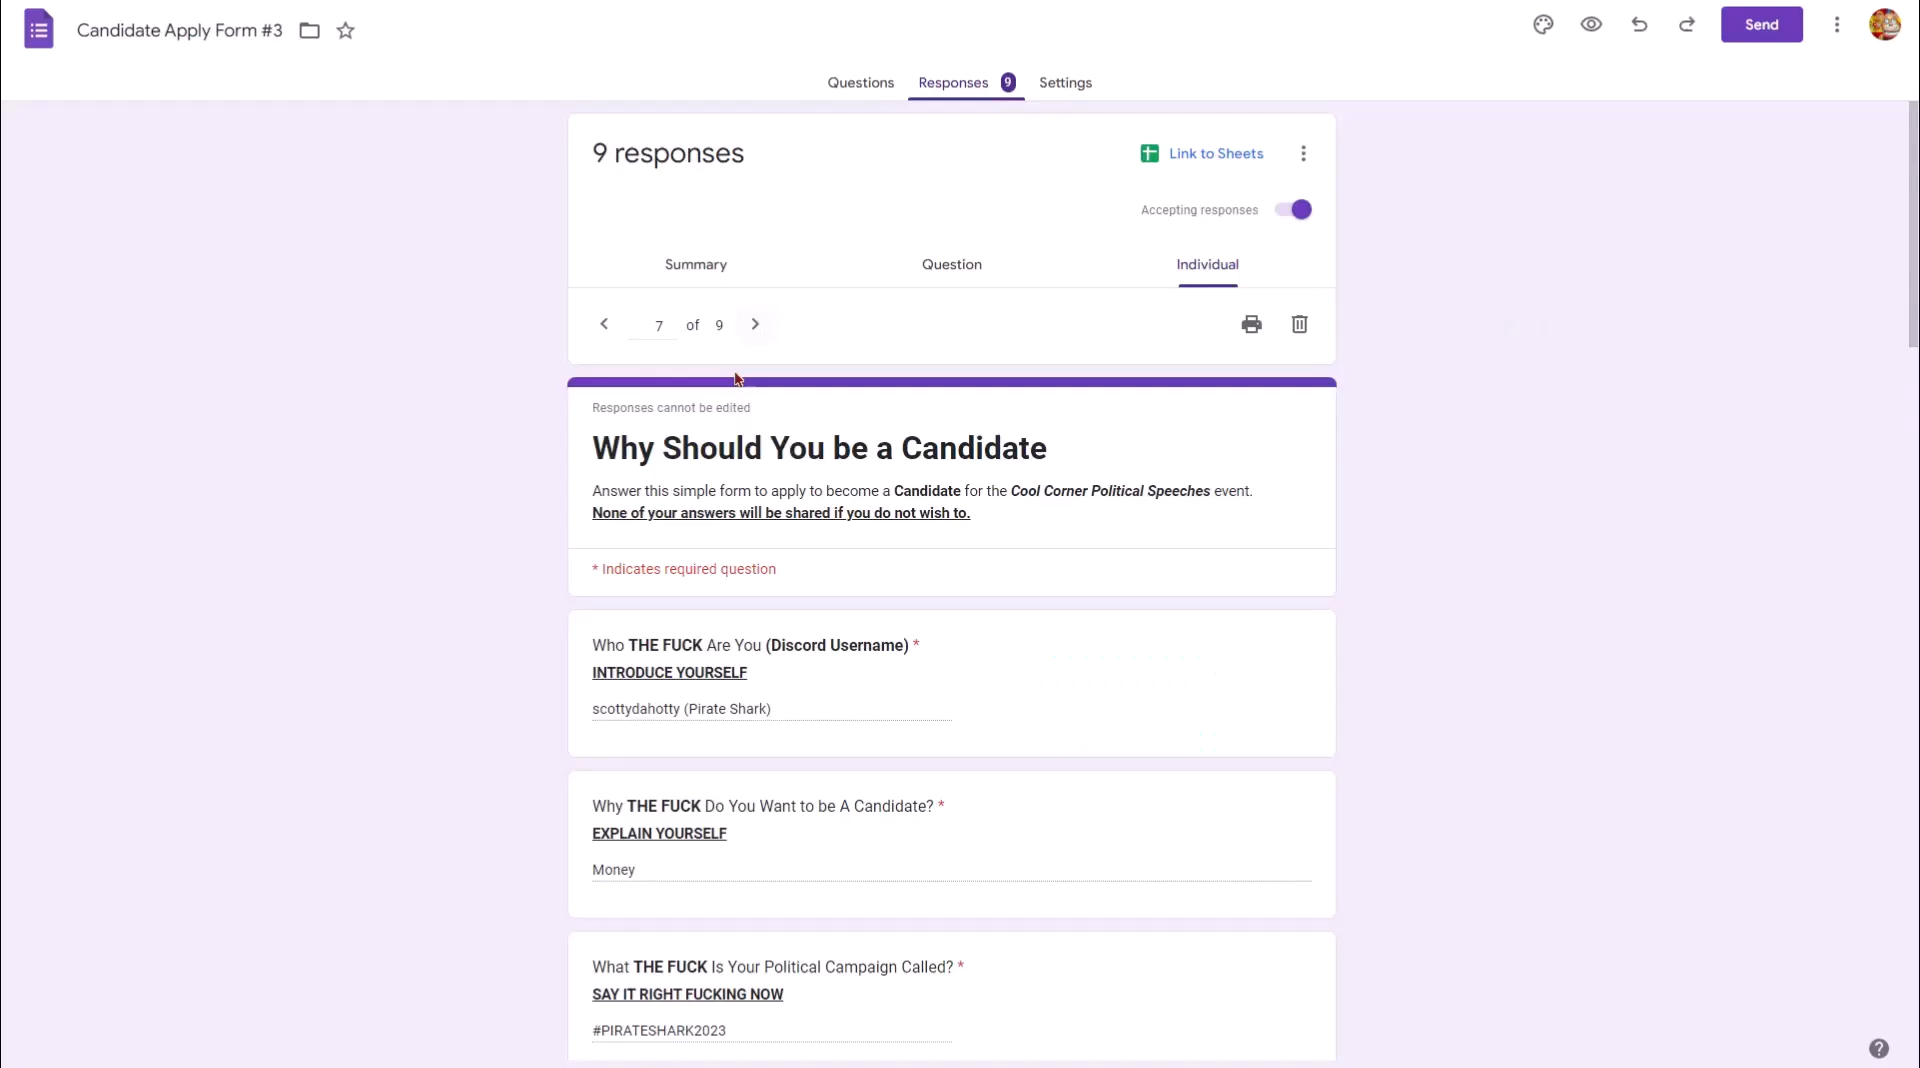 Candidate Apply Form #3
Send
Questions
Responses 9
Settings
9 responses
Link to Sheets
Accepting responses
Summary
Question
Individual
7 of 9
Responses cannot be edited
Why Should You be a Candidate
Answer this simple form to apply to become a Candidate for the Cool Corner Political Speeches event.
None of your answers will be shared if you do not wish to.
* Indicates required question
Who THE FUCK Are You (Discord Username) *
INTRODUCE YOURSELF
scottydahotty (Pirate Shark)
Why THE FUCK Do You Want to be A Candidate? *
EXPLAIN YOURSELF
Money
What THE FUCK Is Your Political Campaign Called? *
SAY IT RIGHT FUCKING NOW
#PIRATESHARK2023